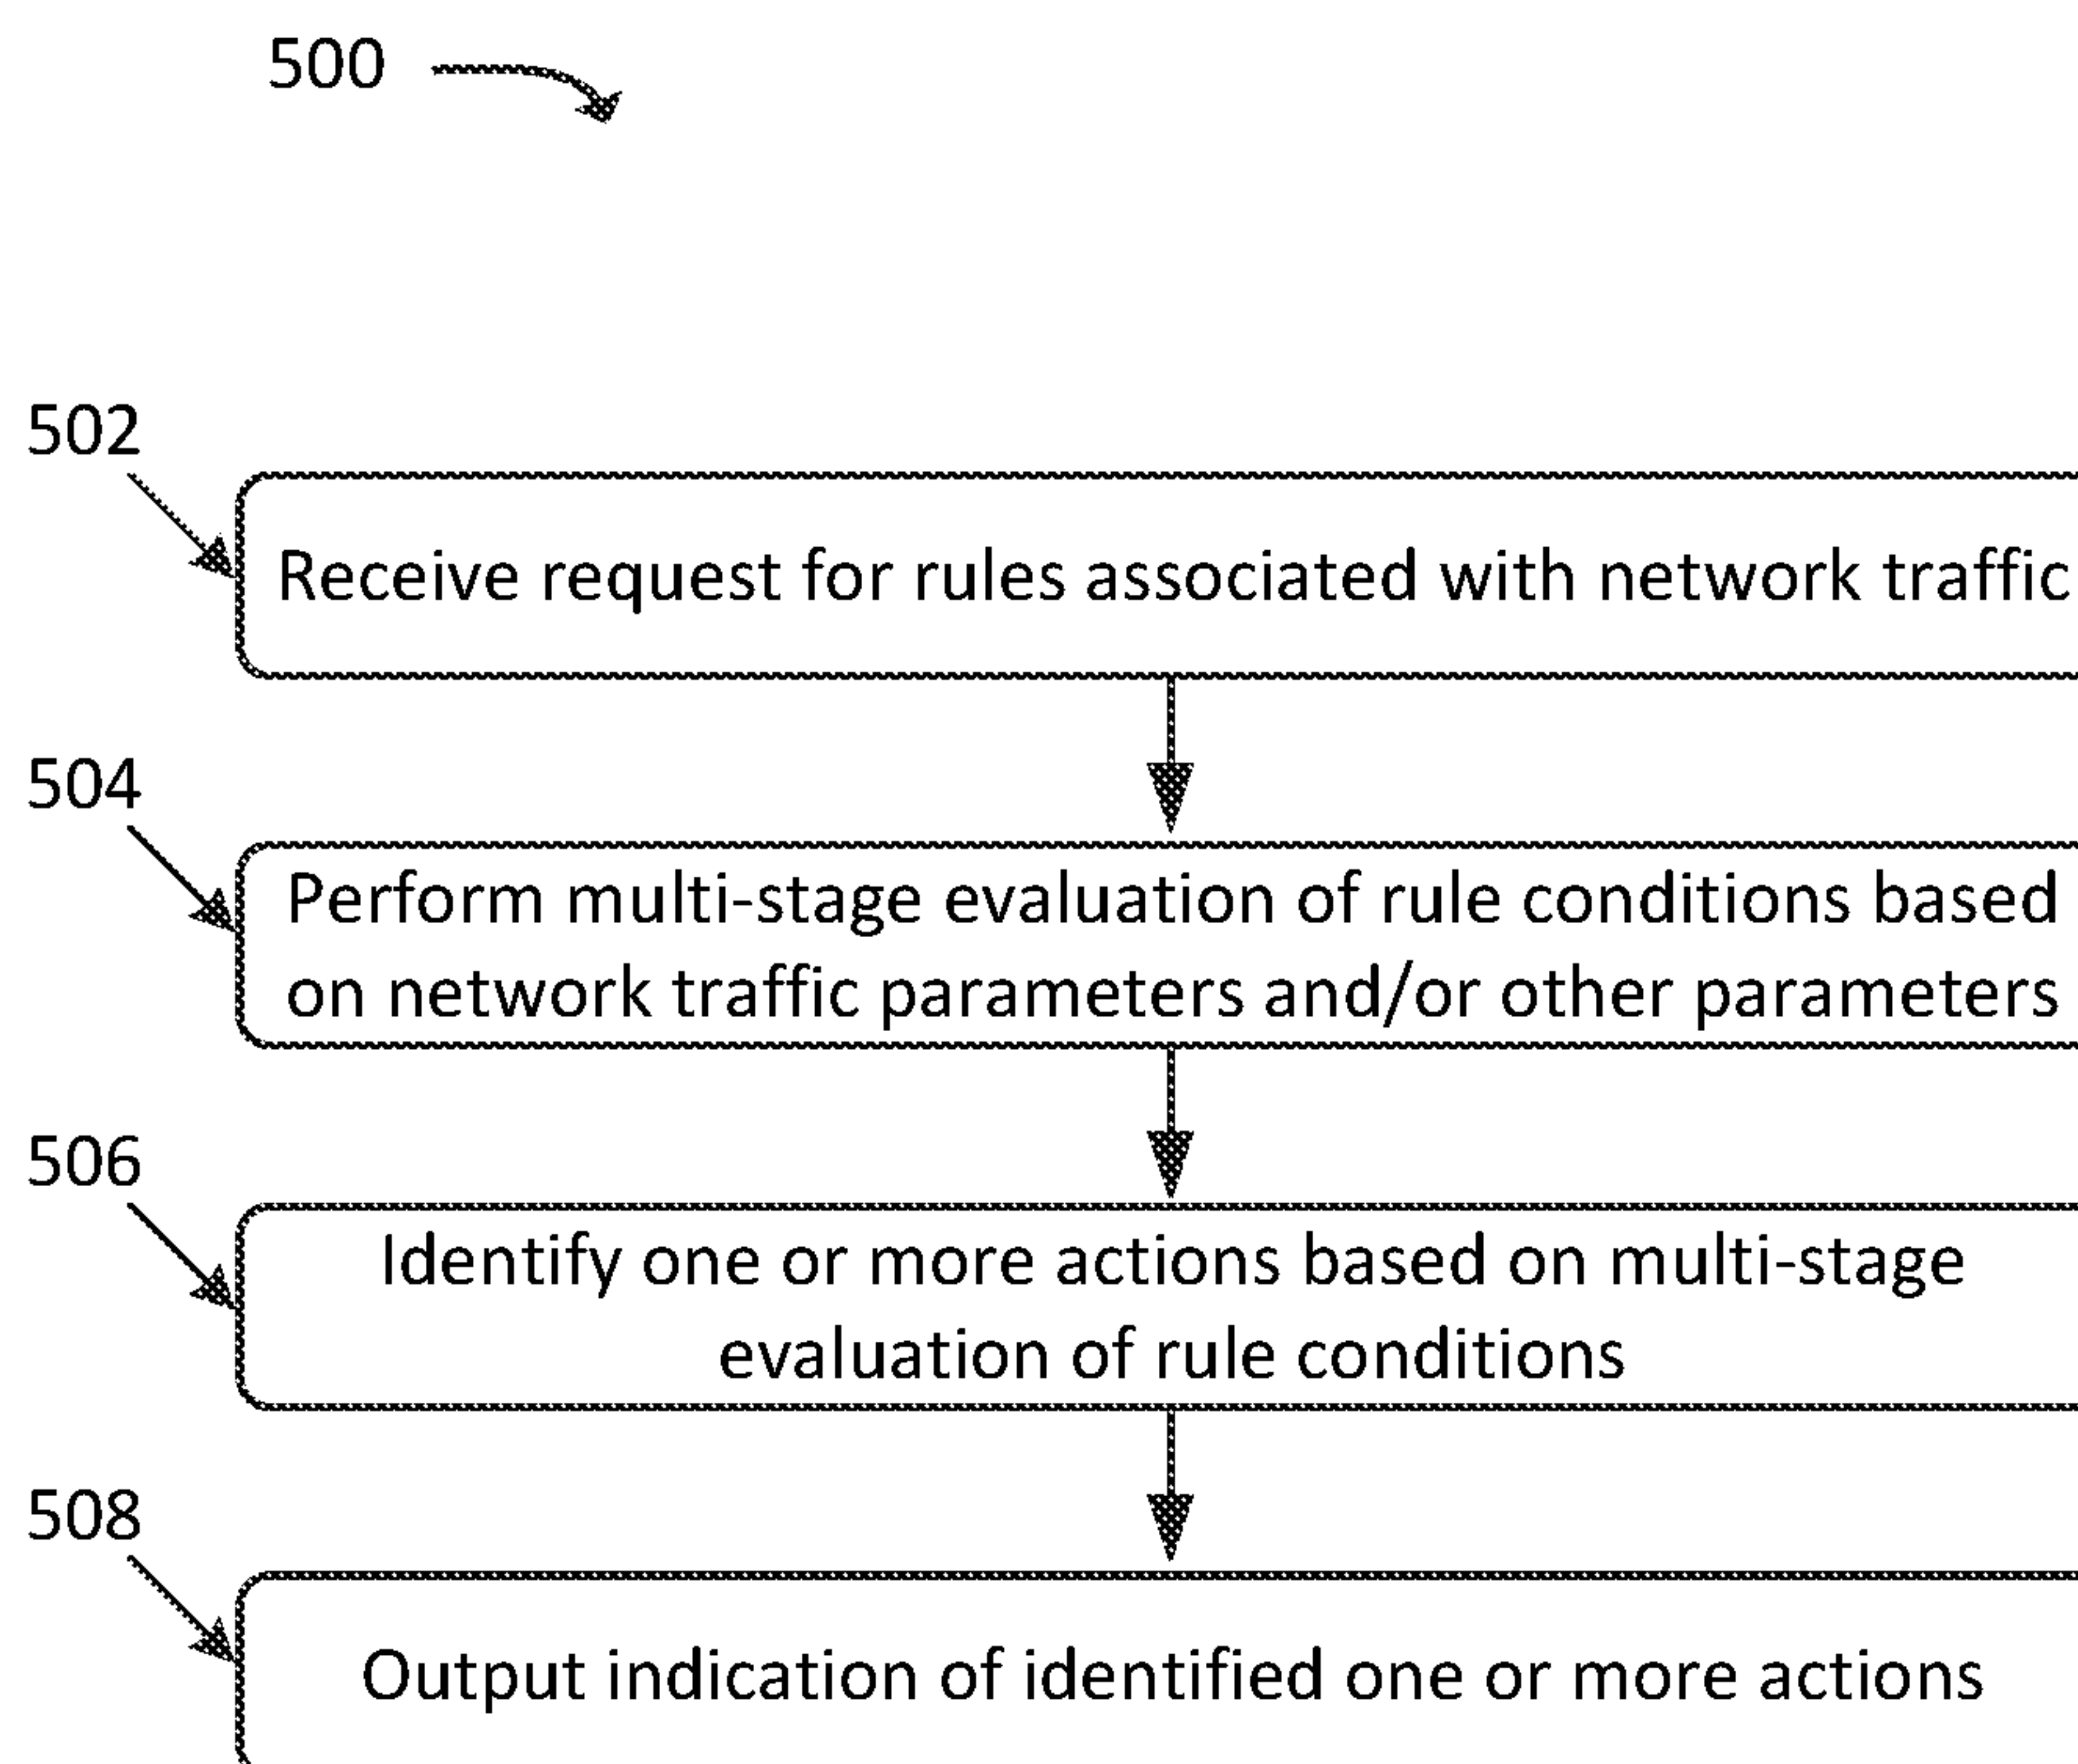 500
502
Receive request for rules associated with network traffic
504
Perform multi-stage evaluation of rule conditions based
on network traffic parameters and/or other parameters
506
Identify one or more actions based on multi-stage
evaluation of rule conditions
508
Output indication of identified one or more actions